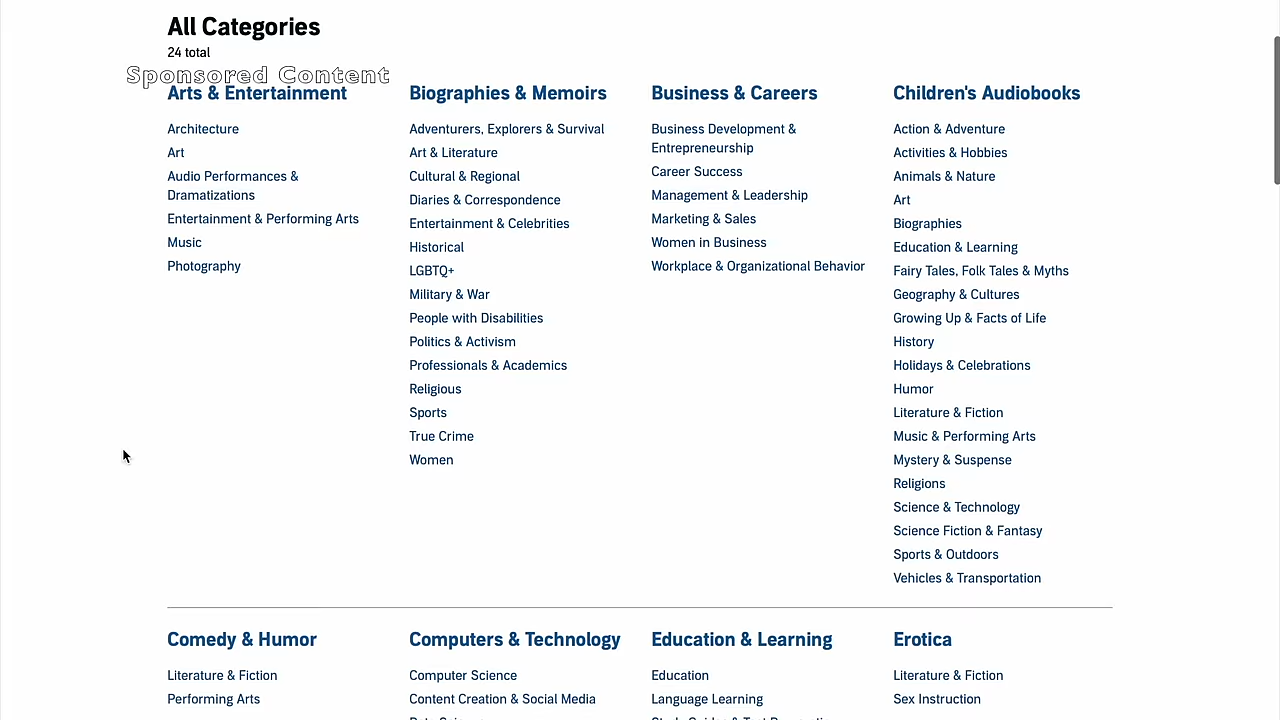 All Categories
24 total
Sponsored Content
Arts & Entertainment
Architecture
Art
Audio Performances &
Dramatizations
Entertainment & Performing Arts
Music
Photography
Biographies & Memoirs
Adventurers, Explorers & Survival
Art & Literature
Cultural & Regional
Diaries & Correspondence
Entertainment & Celebrities
Historical
LGBTQ+
Military & War
People with Disabilities
Politics & Activism
Professionals & Academics
Religious
Sports
True Crime
Women
Business & Careers
Business Development &
Entrepreneurship
Career Success
Management & Leadership
Marketing & Sales
Women in Business
Workplace & Organizational Behavior
Children's Audiobooks
Action & Adventure
Activities & Hobbies
Animals & Nature
Art
Biographies
Education & Learning
Fairy Tales, Folk Tales & Myths
Geography & Cultures
Growing Up & Facts of Life
History
Holidays & Celebrations
Humor
Literature & Fiction
Music & Performing Arts
Mystery & Suspense
Religions
Science & Technology
Science Fiction & Fantasy
Sports & Outdoors
Vehicles & Transportation
Comedy & Humor
Literature & Fiction
Performing Arts
Computers & Technology
Computer Science
Content Creation & Social Media
Education & Learning
Education
Language Learning
Erotica
Literature & Fiction
Sex Instruction